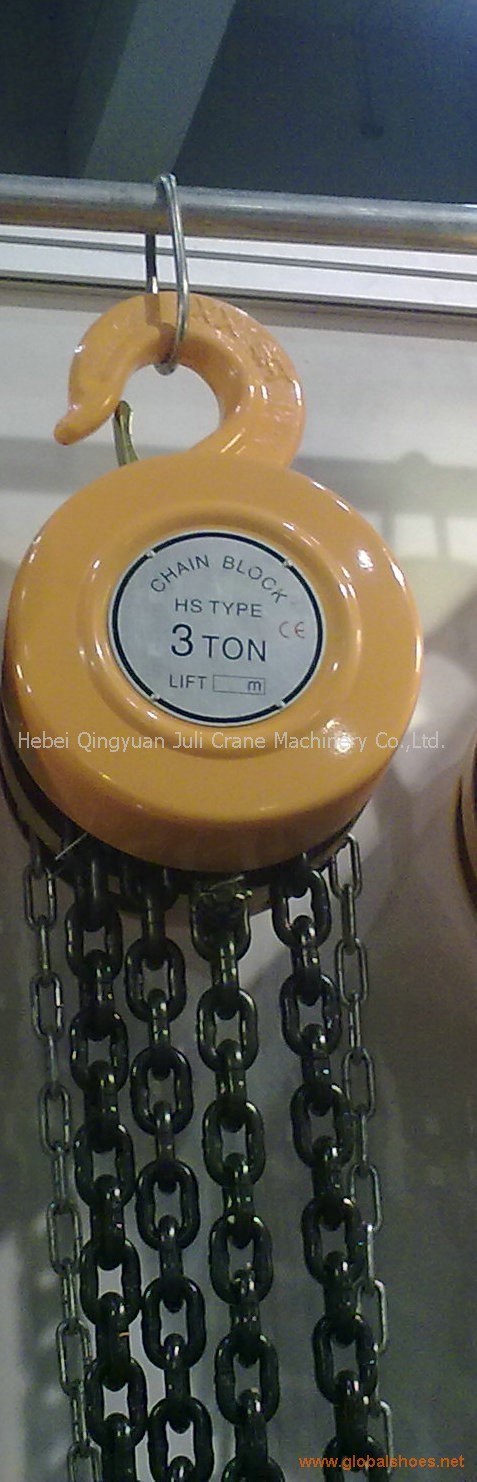 CHAIN BLOCK
HS TYPE
CE
3 TON
LIFT m
Hebei Qingyuan Juli Crane Machinery Co.,Ltd.
www.globalshoes.net